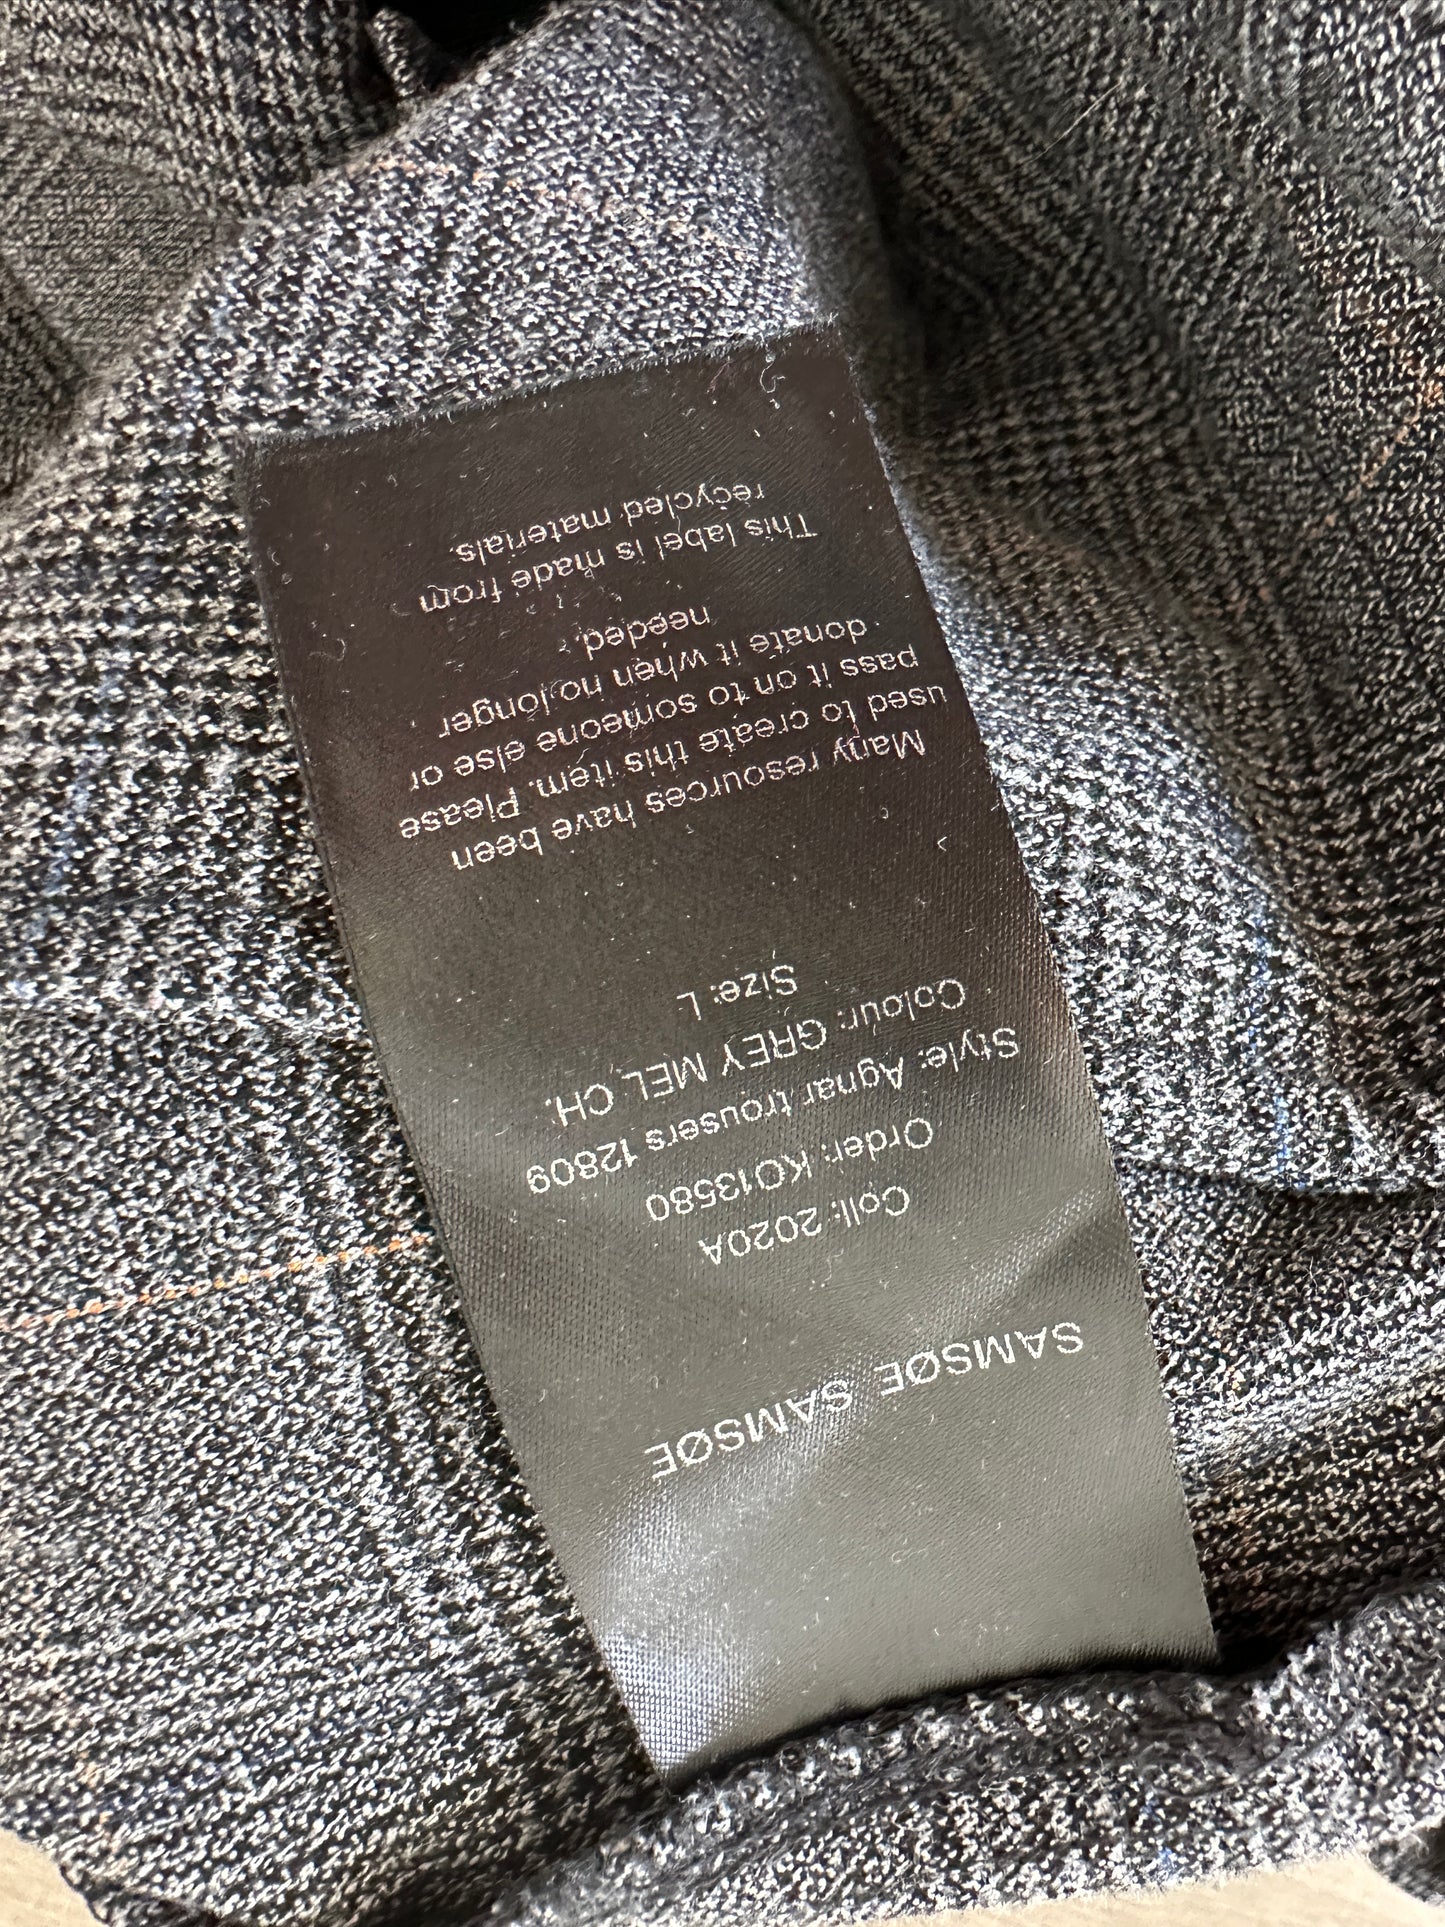 SAMSØE SAMSØE
Coll: 2020A
Order: KO13580
Style: Agnar trousers 12809
Colour: GREY MEL. CH.
Size: L
Many resources have been
used to create this item. Please
pass it on to someone else or
donate it when no longer
needed.
This label is made from
recycled materials.